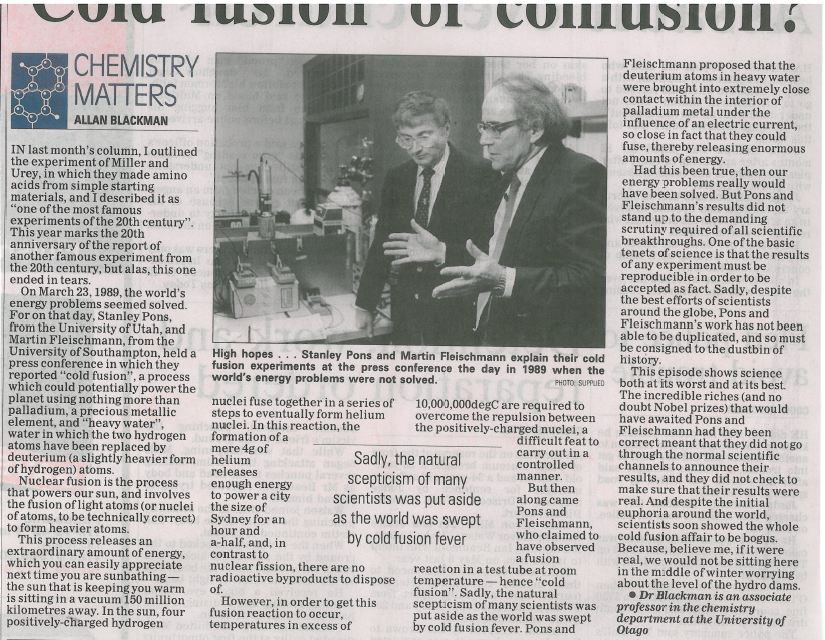 Cold fusion or confusion?
CHEMISTRY
MATTERS
ALLAN BLACKMAN
IN last month's column, I outlined
the experiment of Miller and
Urey, in which they made amino
acids from simple starting
materials, and I described it as
"one of the most famous
experiments of the 20th century".
This year marks the 20th
anniversary of the report of
another famous experiment from
the 20th century, but alas, this one
ended in tears.
On March 23, 1989, the world's
energy problems seemed solved.
For on that day, Stanley Pons,
from the University of Utah, and
Martin Fleischmann, from the
University of Southampton, held a
press conference in which they
reported "cold fusion", a process
which could potentially power the
planet using nothing more than
palladium, a precious metallic
element, and "heavy water",
water in which the two hydrogen
atoms have been replaced by
deuterium (a slightly heavier form
of hydrogen) atoms.
Nuclear fusion is the process
that powers our sun, and involves
the fusion of light atoms (or nuclei
of atoms, to be technically correct)
to form heavier atoms.
This process releases an
extraordinary amount of energy,
which you can easily appreciate
next time you are sunbathing —
the sun that is keeping you warm
is sitting in a vacuum 150 million
kilometres away. In the sun, four
positively-charged hydrogen
High hopes . . . Stanley Pons and Martin Fleischmann explain their cold
fusion experiments at the press conference the day in 1989 when the
world's energy problems were not solved.
PHOTO: SUPPLIED
nuclei fuse together in a series of
steps to eventually form helium
nuclei. In this reaction, the
formation of a
mere 4g of
helium
releases
enough energy
to power a city
the size of
Sydney for an
hour and
a-half, and, in
contrast to
nuclear fission, there are no
radioactive byproducts to dispose
of.
However, in order to get this
fusion reaction to occur,
temperatures in excess of
Sadly, the natural
scepticism of many
scientists was put aside
as the world was swept
by cold fusion fever
10,000,000degC are required to
overcome the repulsion between
the positively-charged nuclei, a
difficult feat to
carry out in a
controlled
manner.
But then
along came
Pons and
Fleischmann,
who claimed to
have observed
a fusion
reaction in a test tube at room
temperature — hence "cold
fusion". Sadly, the natural
scepticism of many scientists was
put aside as the world was swept
by cold fusion fever. Pons and
Fleischmann proposed that the
deuterium atoms in heavy water
were brought into extremely close
contact within the interior of
palladium metal under the
influence of an electric current,
so close in fact that they could
fuse, thereby releasing enormous
amounts of energy.
Had this been true, then our
energy problems really would
have been solved. But Pons and
Fleischmann's results did not
stand up to the demanding
scrutiny required of all scientific
breakthroughs. One of the basic
tenets of science is that the results
of any experiment must be
reproducible in order to be
accepted as fact. Sadly, despite
the best efforts of scientists
around the globe, Pons and
Fleischmann's work has not been
able to be duplicated, and so must
be consigned to the dustbin of
history.
This episode shows science
both at its worst and at its best.
The incredible riches (and no
doubt Nobel prizes) that would
have awaited Pons and
Fleischmann had they been
correct meant that they did not go
through the normal scientific
channels to announce their
results, and they did not check to
make sure that their results were
real. And despite the initial
euphoria around the world,
scientists soon showed the whole
cold fusion affair to be bogus.
Because, believe me, if it were
real, we would not be sitting here
in the middle of winter worrying
about the level of the hydro dams.
● Dr Blackman is an associate
professor in the chemistry
department at the University of
Otago